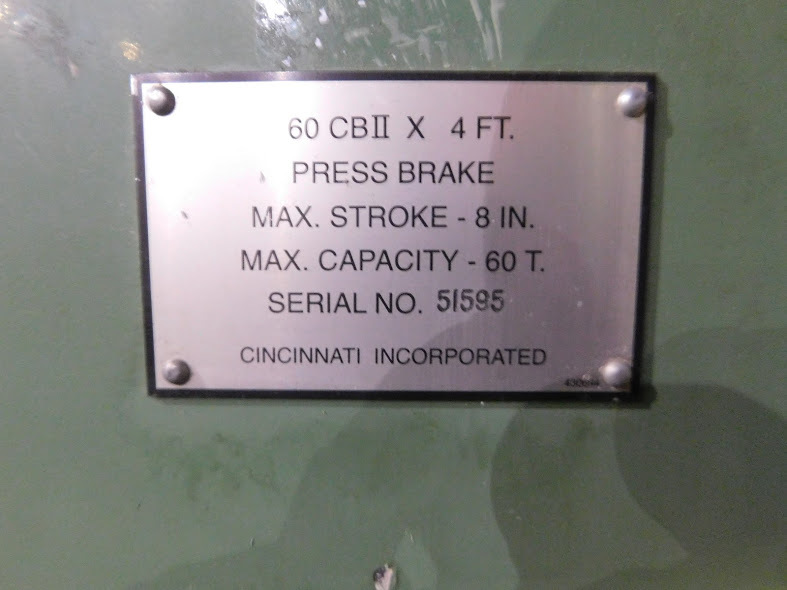 60 CBII X 4 FT.
PRESS BRAKE
MAX. STROKE - 8 IN.
MAX. CAPACITY - 60 T.
SERIAL NO. 51595
CINCINNATI INCORPORATED